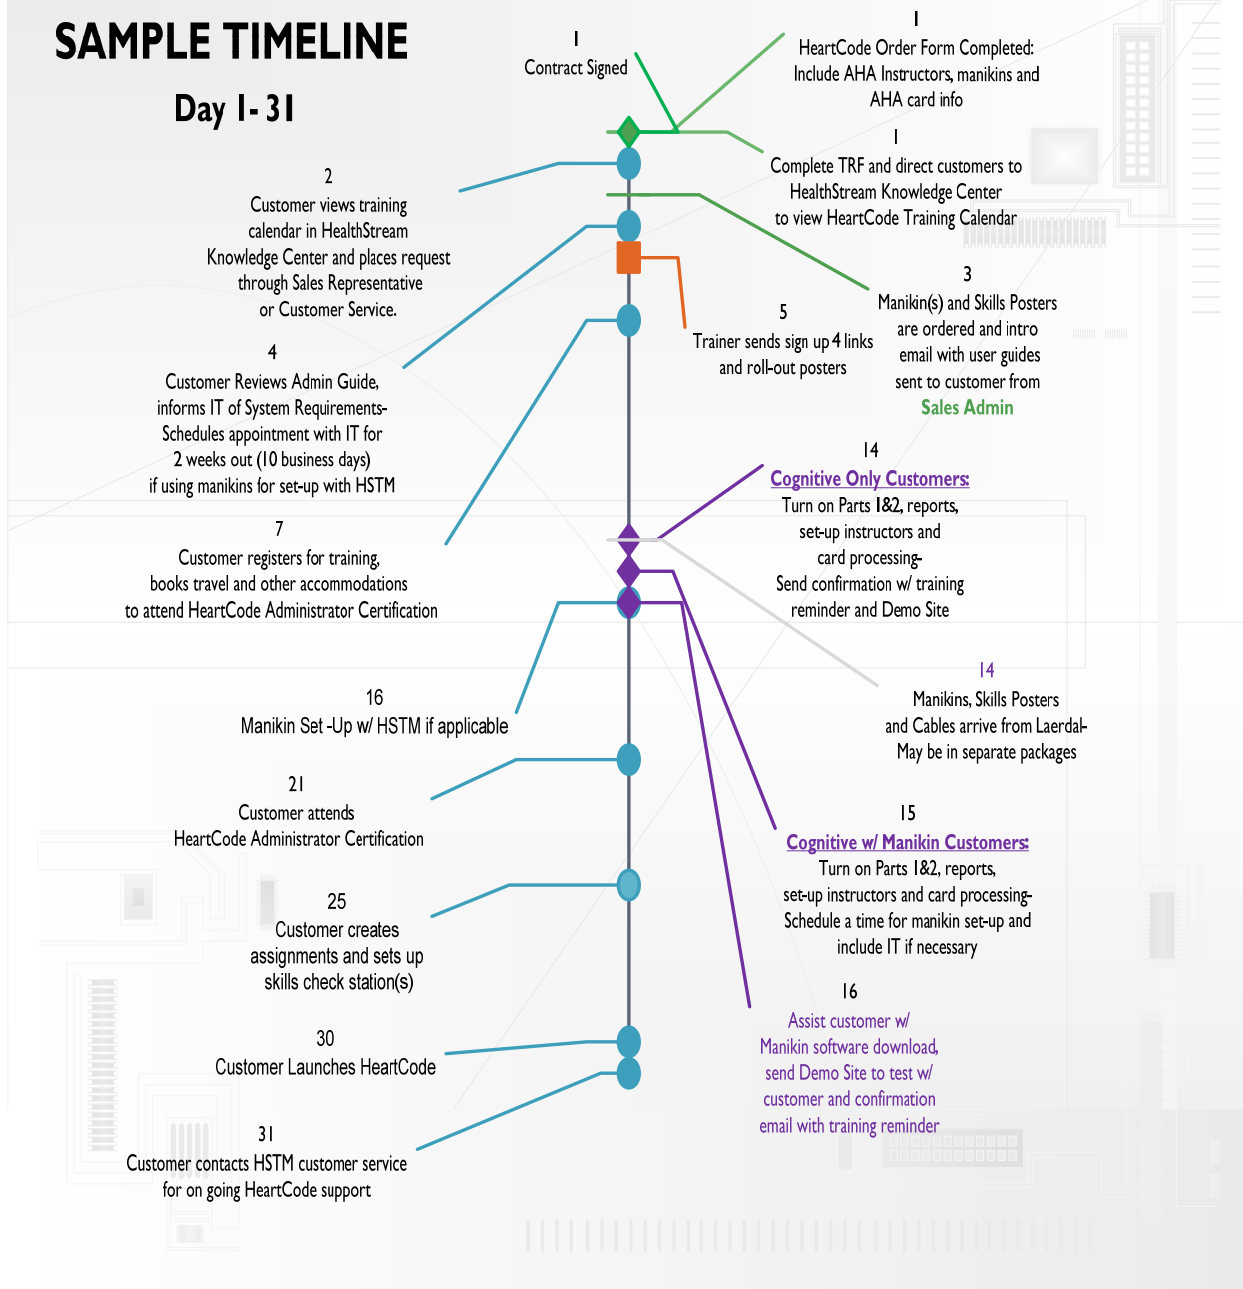 SAMPLE TIMELINE
Day 1- 31
1
Contract Signed
1
HeartCode Order Form Completed:
Include AHA Instructors, manikins and
AHA card info
1
Complete TRF and direct customers to
HealthStream Knowledge Center
to view HeartCode Training Calendar
2
Customer views training
calendar in HealthStream
Knowledge Center and places request
through Sales Representative
or Customer Service.
3
Manikin(s) and Skills Posters
are ordered and intro
email with user guides
sent to customer from
Sales Admin
5
Trainer sends sign up 4 links
and roll-out posters
4
Customer Reviews Admin Guide,
informs IT of System Requirements-
Schedules appointment with IT for
2 weeks out (10 business days)
if using manikins for set-up with HSTM
14
Cognitive Only Customers:
Turn on Parts 1&2, reports,
set-up instructors and
card processing-
Send confirmation w/ training
reminder and Demo Site
7
Customer registers for training,
books travel and other accommodations
to attend HeartCode Administrator Certification
14
Manikins, Skills Posters
and Cables arrive from Laerdal-
May be in separate packages
16
Manikin Set -Up w/ HSTM if applicable
21
Customer attends
HeartCode Administrator Certification
15
Cognitive w/ Manikin Customers:
Turn on Parts 1&2, reports,
set-up instructors and card processing-
Schedule a time for manikin set-up and
include IT if necessary
25
Customer creates
assignments and sets up
skills check station(s)
16
Assist customer w/
Manikin software download,
send Demo Site to test w/
customer and confirmation
email with training reminder
30
Customer Launches HeartCode
31
Customer contacts HSTM customer service
for on going HeartCode support